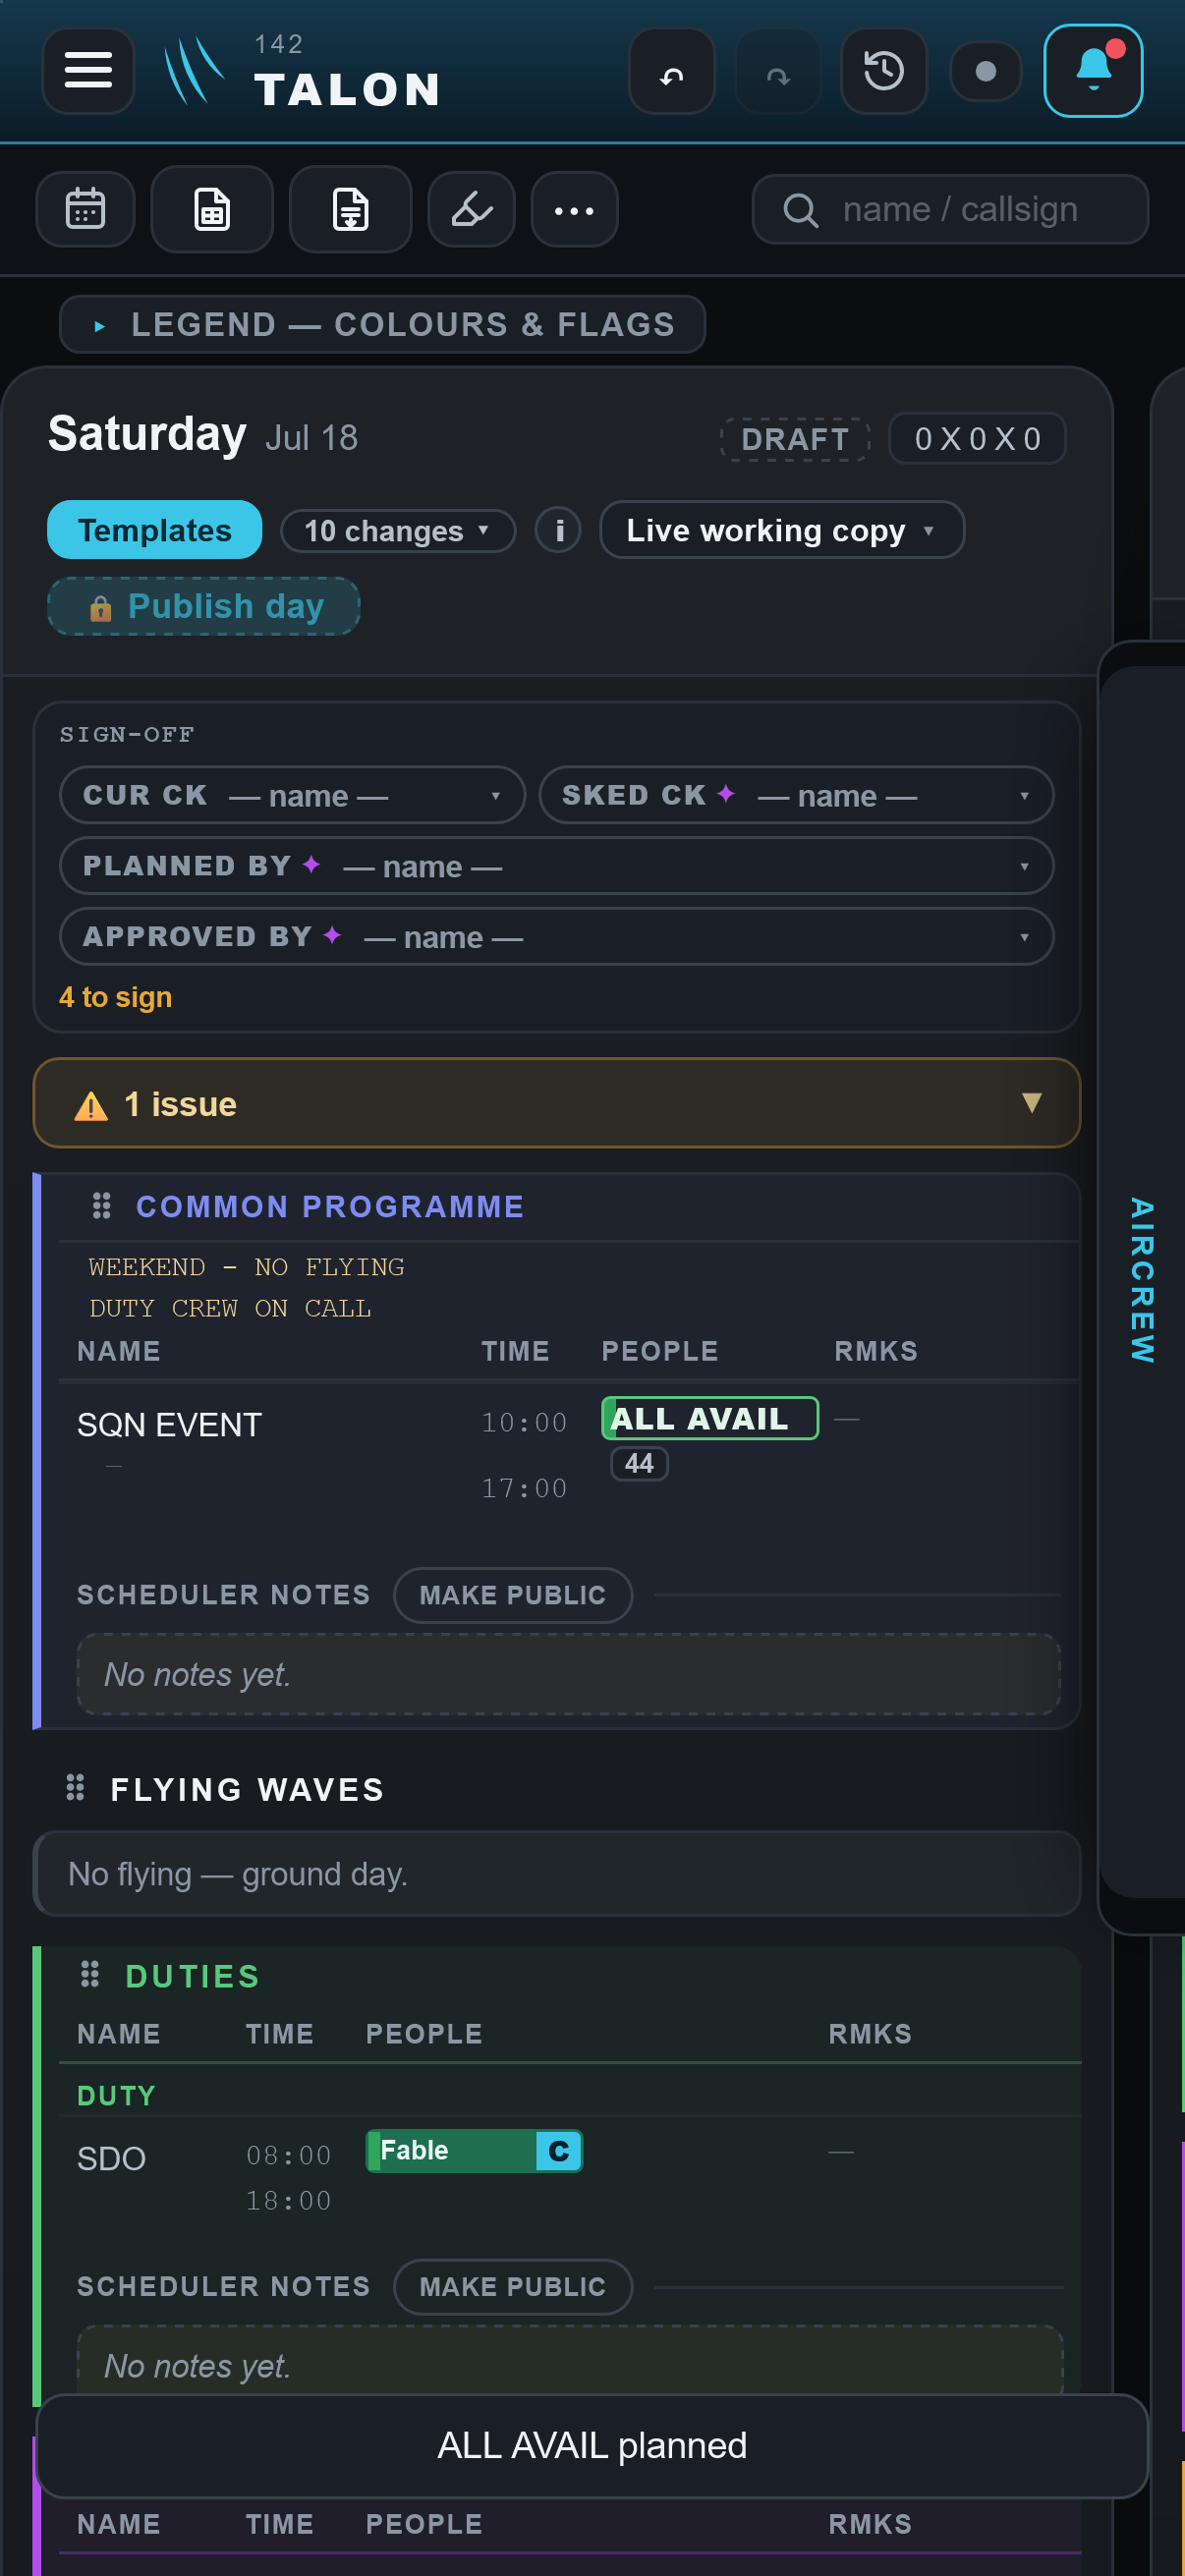 142
TALON
name / callsign
▸ LEGEND — COLOURS & FLAGS
Saturday Jul 18 DRAFT 0 X 0 X 0
Templates 10 changes ▾ i Live working copy ▾
🔒 Publish day
SIGN-OFF
CUR CK — name — ▾ SKED CK ✦ — name — ▾
PLANNED BY ✦ — name — ▾
APPROVED BY ✦ — name — ▾
4 to sign
⚠️ 1 issue ▼
COMMON PROGRAMME
WEEKEND - NO FLYING
DUTY CREW ON CALL
NAME TIME PEOPLE RMKS
SQN EVENT 10:00 ALL AVAIL —
— 44
17:00
SCHEDULER NOTES MAKE PUBLIC
No notes yet.
AIRCREW
FLYING WAVES
No flying — ground day.
DUTIES
NAME TIME PEOPLE RMKS
DUTY
SDO 08:00 Fable C —
18:00
SCHEDULER NOTES MAKE PUBLIC
No notes yet.
ALL AVAIL planned
NAME TIME PEOPLE RMKS